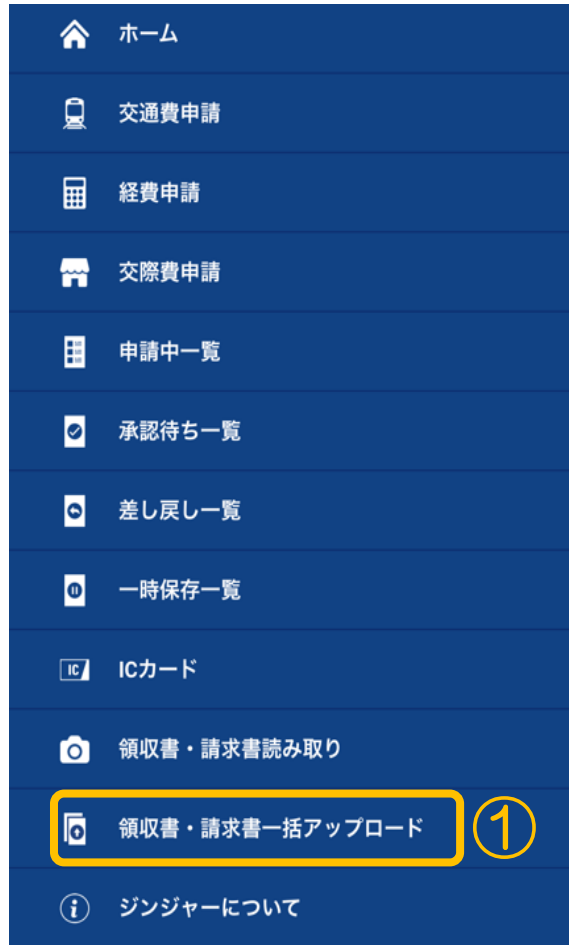 ホーム
交通費申請
経費申請
交際費申請
申請中一覧
承認待ち一覧
差し戻し一覧
一時保存一覧
IC ICカード
領収書・請求書読み取り
領収書・請求書一括アップロード ①
ジンジャーについて